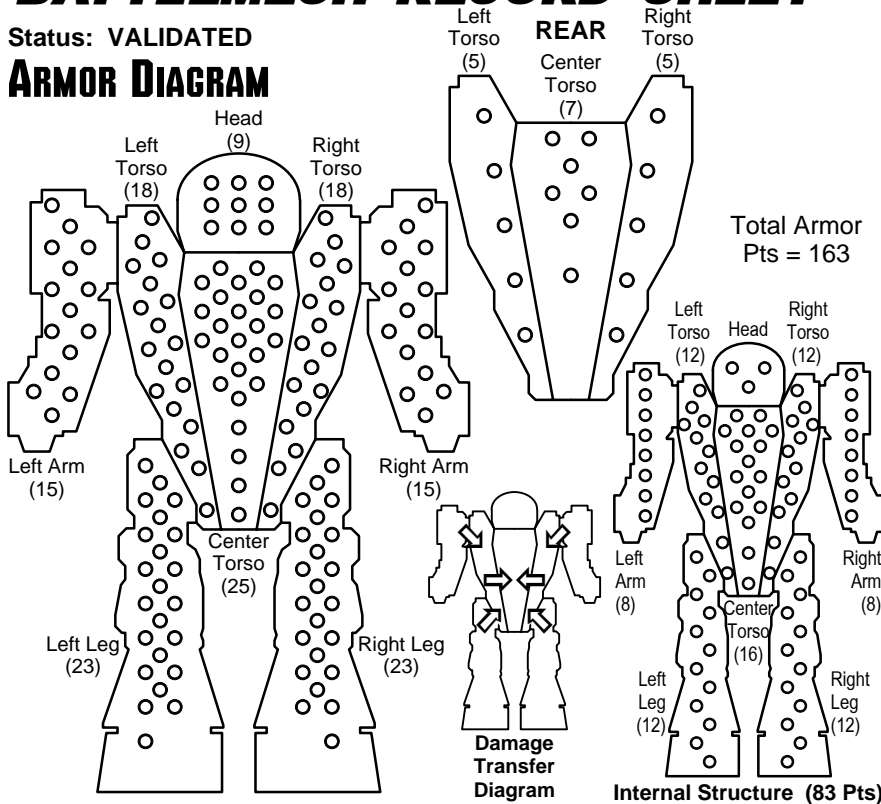 BATTLEMECH RECORD SHEET
Status: VALIDATED
ARMOR DIAGRAM
Head
(9)
Left
Torso
(18)
Right
Torso
(18)
Left Arm
(15)
Right Arm
(15)
Center
Torso
(25)
Left Leg
(23)
Right Leg
(23)
Left
Torso
(5)
REAR
Center
Torso
(7)
Right
Torso
(5)
Total Armor
Pts = 163
Left
Torso
(12)
Head
Right
Torso
(12)
Left
Arm
(8)
Right
Arm
(8)
Center
Torso
(16)
Left
Leg
(12)
Right
Leg
(12)
Damage
Transfer
Diagram
Internal Structure (83 Pts)